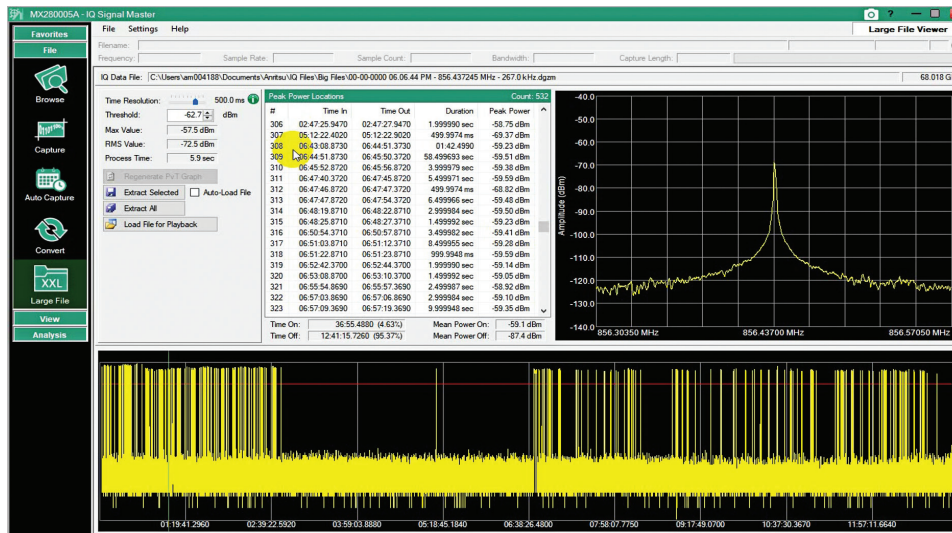 MX280005A - IQ Signal Master
?
Favorites
File
Browse
Capture
Auto Capture
Convert
XXL
Large File
View
Analysis
File Settings Help
Large File Viewer
Filename:
Frequency: Sample Rate: Sample Count: Bandwidth: Capture Length:
IQ Data File: C:\Users\am004188\Documents\Anritsu\IQ Files\Big Files\00-00-0000 06.06.44 PM - 856.437245 MHz - 267.0 kHz.dgzm
68.018 G
Time Resolution: 500.0 ms
Threshold: -62.7 dBm
Max Value: -57.5 dBm
RMS Value: -72.5 dBm
Process Time: 5.9 sec
Regenerate PvT Graph
Extract Selected Auto-Load File
Extract All
Load File for Playback
Peak Power Locations Count: 532
# Time In Time Out Duration Peak Power
306 02:47:25.9470 02:47:27.9470 1.999990 sec -58.75 dBm
307 05:12:22.4020 05:12:22.9020 499.9974 ms -69.37 dBm
308 06:43:08.8730 06:44:51.3730 01:42.4990 -59.23 dBm
309 06:44:51.8730 06:45:50.3720 58.499693 sec -59.51 dBm
310 06:45:52.8720 06:45:56.8720 3.999979 sec -59.38 dBm
311 06:47:40.3720 06:47:45.8720 5.499971 sec -59.59 dBm
312 06:47:46.8720 06:47:47.3720 499.9974 ms -68.82 dBm
313 06:47:47.8720 06:47:54.3720 6.499966 sec -59.48 dBm
314 06:48:19.8710 06:48:22.8710 2.999984 sec -59.50 dBm
315 06:48:25.8710 06:48:27.3710 1.499992 sec -59.23 dBm
316 06:50:54.3710 06:50:57.8710 3.499982 sec -59.41 dBm
317 06:51:03.8710 06:51:12.3710 8.499955 sec -59.28 dBm
318 06:51:22.8710 06:51:23.8710 999.9948 ms -59.59 dBm
319 06:52:42.3700 06:52:44.3700 1.999990 sec -59.14 dBm
320 06:53:08.8700 06:53:10.3700 1.499992 sec -59.05 dBm
321 06:55:54.8690 06:55:57.3690 2.499987 sec -58.92 dBm
322 06:57:03.8690 06:57:06.8690 2.999984 sec -59.10 dBm
323 06:57:09.3690 06:57:19.3690 9.999948 sec -59.35 dBm
Time On: 36:55.4880 (4.63%) Mean Power On: -59.1 dBm
Time Off: 12:41:15.7260 (95.37%) Mean Power Off: -87.4 dBm
Amplitude (dBm)
-40.0
-50.0
-60.0
-70.0
-80.0
-90.0
-100.0
-110.0
-120.0
-130.0
-140.0
856.30350 MHz 856.43700 MHz 856.57050 MHz
01:19:41.2960 02:39:22.5920 03:59:03.8880 05:18:45.1840 06:38:26.4800 07:58:07.7750 09:17:49.0700 10:37:30.3670 11:57:11.6640